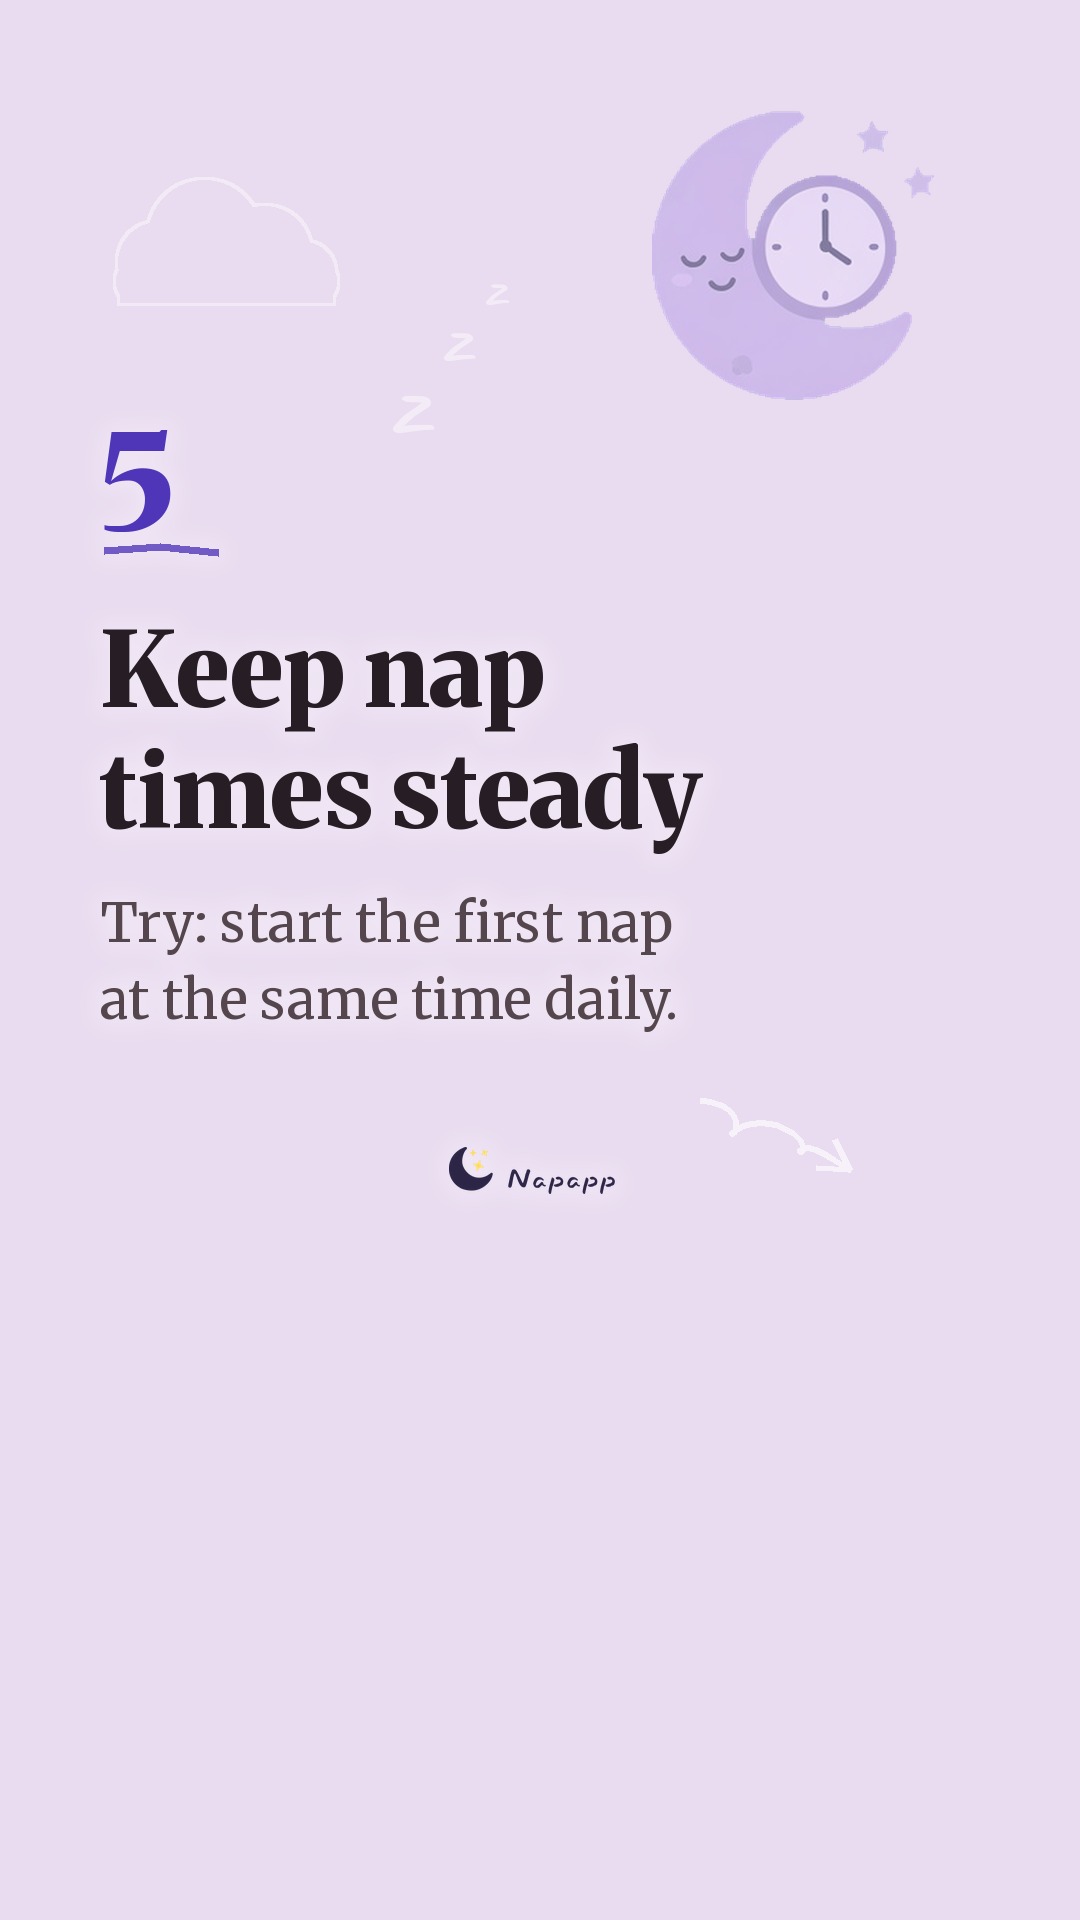 z
z
z
5
Keep nap
times steady
Try: start the first nap
at the same time daily.
Napapp